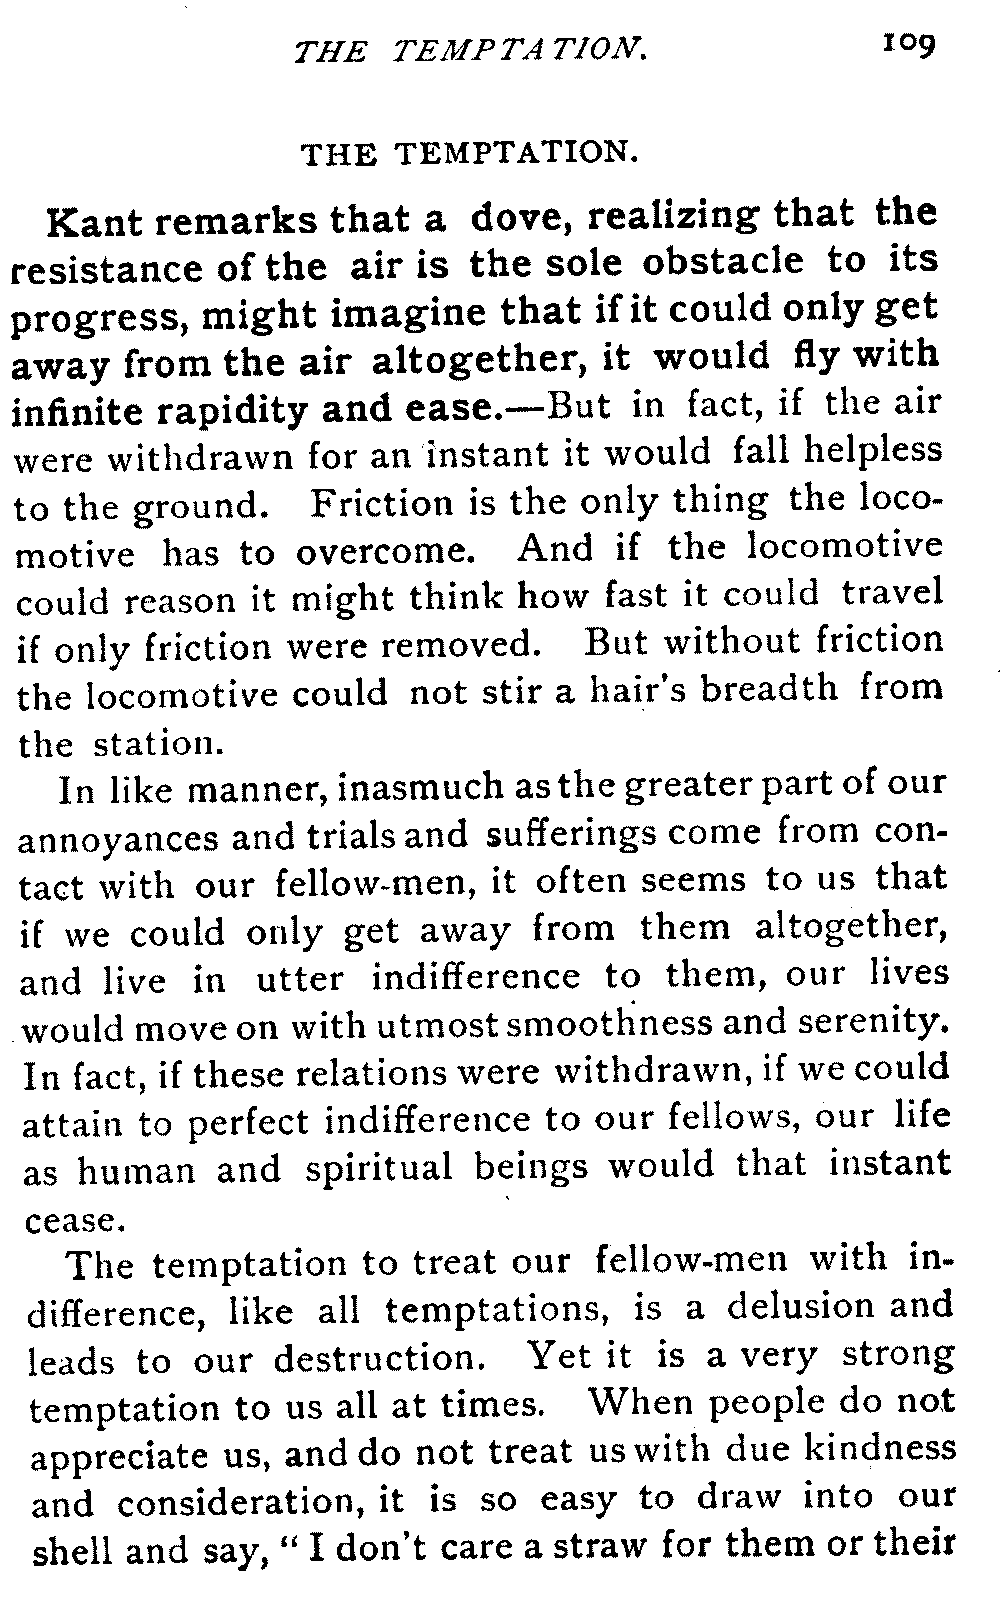 THE TEMPTATION. 109
THE TEMPTATION.
Kant remarks that a dove, realizing that the
resistance of the air is the sole obstacle to its
progress, might imagine that if it could only get
away from the air altogether, it would fly with
infinite rapidity and ease.—But in fact, if the air
were withdrawn for an instant it would fall helpless
to the ground. Friction is the only thing the loco-
motive has to overcome. And if the locomotive
could reason it might think how fast it could travel
if only friction were removed. But without friction
the locomotive could not stir a hair's breadth from
the station.
In like manner, inasmuch as the greater part of our
annoyances and trials and sufferings come from con-
tact with our fellow-men, it often seems to us that
if we could only get away from them altogether,
and live in utter indifference to them, our lives
would move on with utmost smoothness and serenity.
In fact, if these relations were withdrawn, if we could
attain to perfect indifference to our fellows, our life
as human and spiritual beings would that instant
cease.
The temptation to treat our fellow-men with in-
difference, like all temptations, is a delusion and
leads to our destruction. Yet it is a very strong
temptation to us all at times. When people do not
appreciate us, and do not treat us with due kindness
and consideration, it is so easy to draw into our
shell and say, "I don't care a straw for them or their